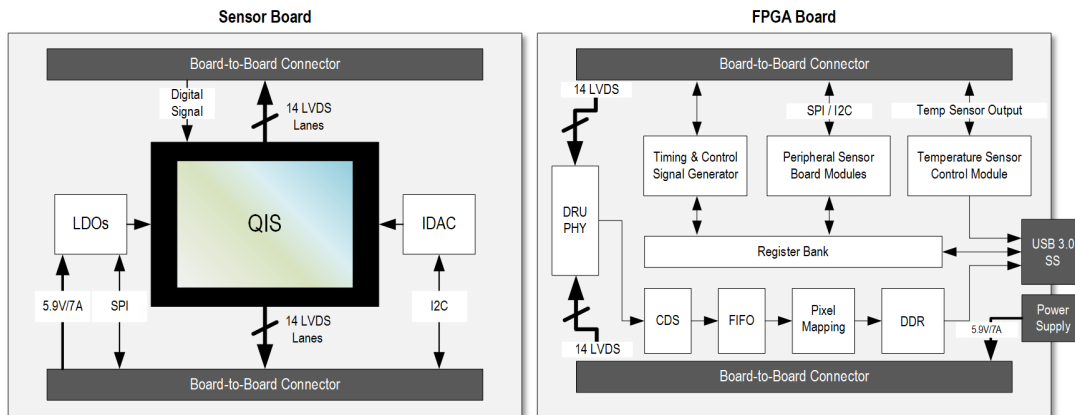 Sensor Board
Board-to-Board Connector
Digital
Signal
14 LVDS
Lanes
LDOs
QIS
IDAC
5.9V/7A
SPI
I2C
14 LVDS
Lanes
Board-to-Board Connector
FPGA Board
Board-to-Board Connector
14 LVDS
SPI / I2C
Temp Sensor Output
Timing & Control
Signal Generator
Peripheral Sensor
Board Modules
Temperature Sensor
Control Module
DRU
PHY
Register Bank
USB 3.0
SS
CDS
FIFO
Pixel
Mapping
DDR
Power
Supply
5.9V/7A
14 LVDS
Board-to-Board Connector